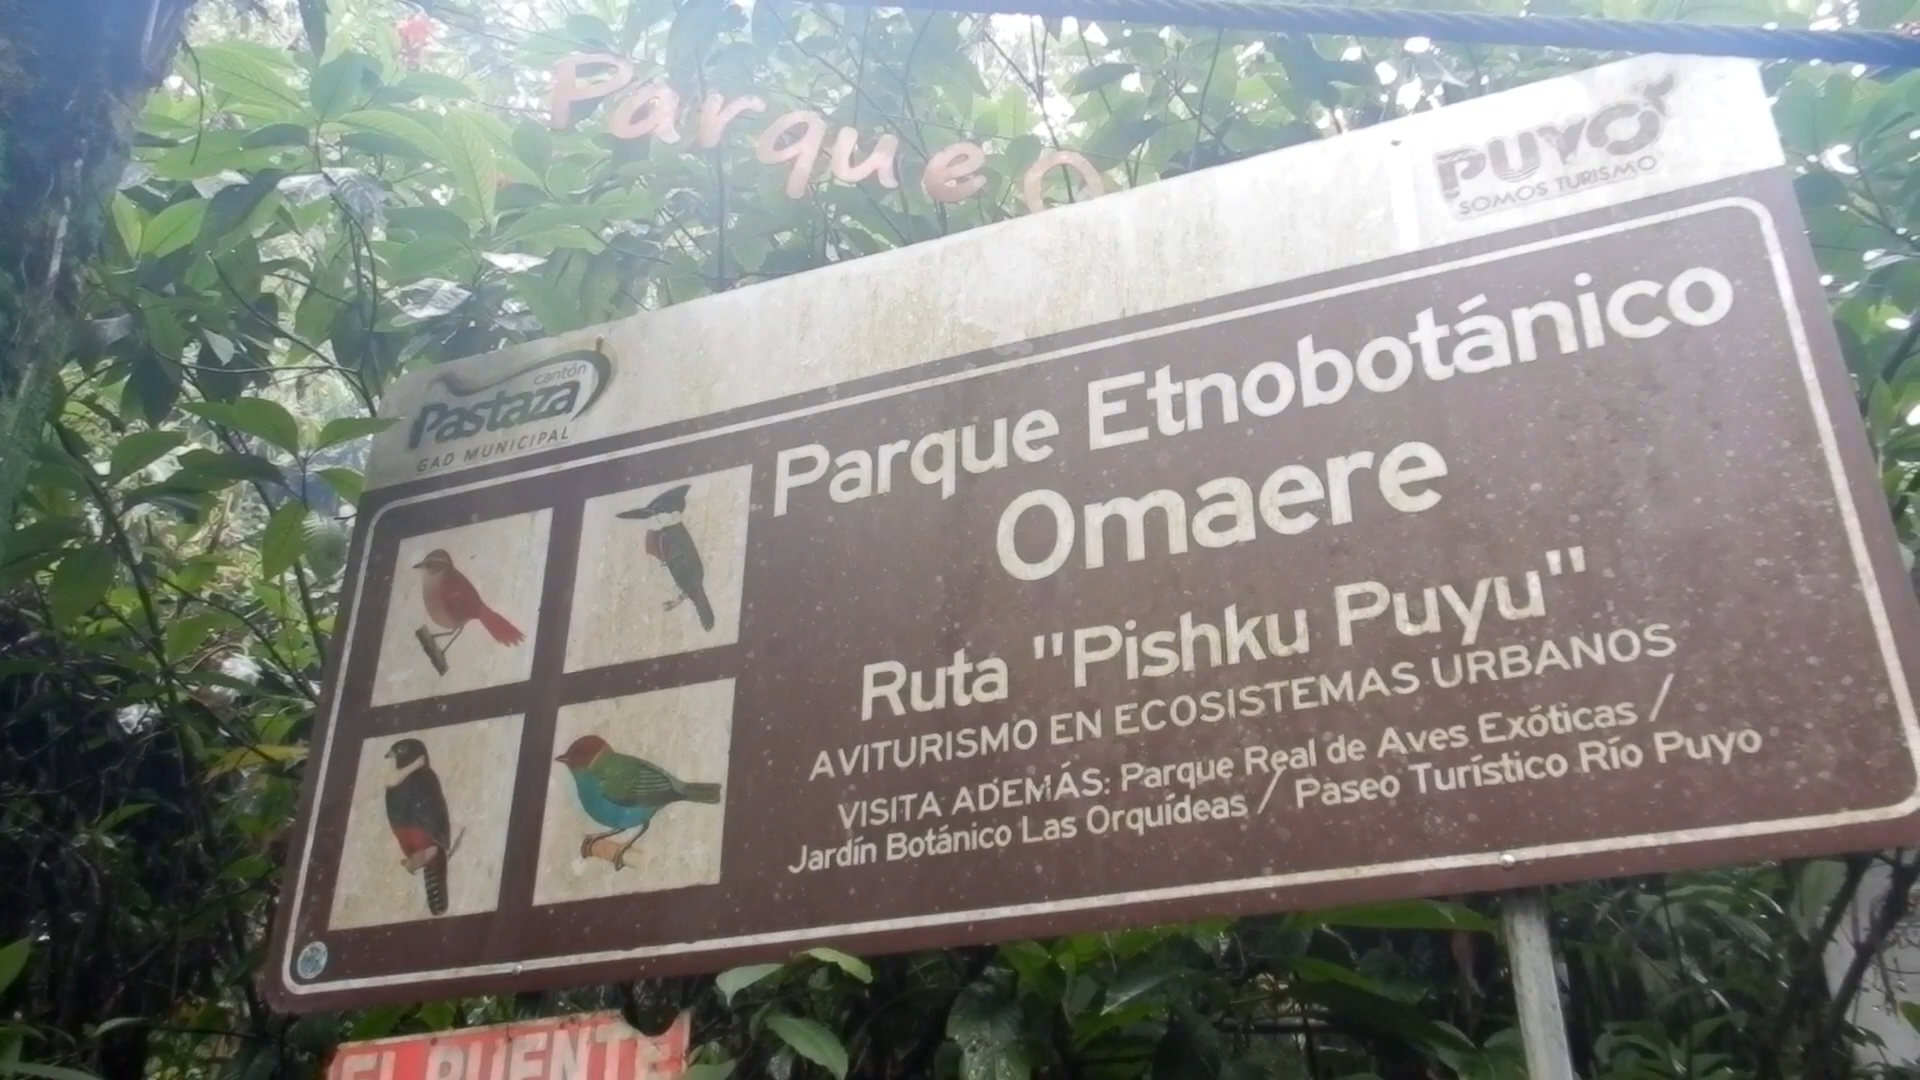 Parque O
PUYO
SOMOS TURISMO
cantón
Pastaza
GAD MUNICIPAL
Parque Etnobotánico
Omaere
Ruta "Pishku Puyu"
AVITURISMO EN ECOSISTEMAS URBANOS
VISITA ADEMÁS: Parque Real de Aves Exóticas /
Jardín Botánico Las Orquídeas / Paseo Turístico Río Puyo
EL PUENTE